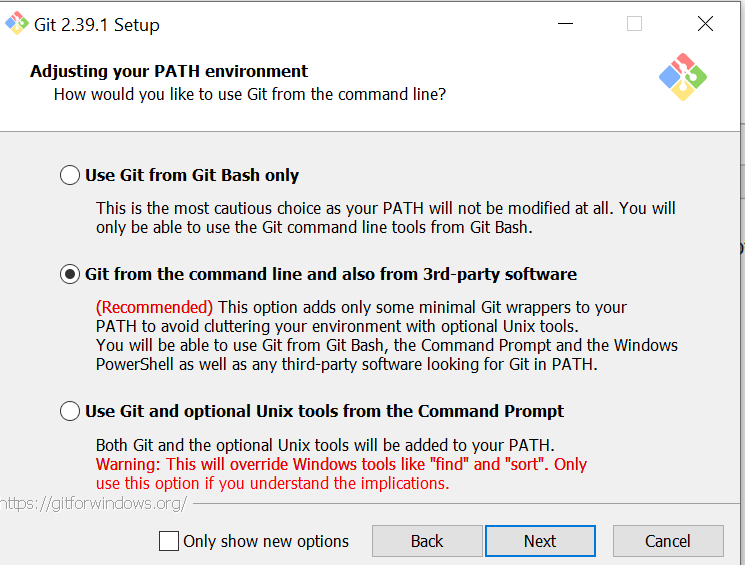 Git 2.39.1 Setup
Adjusting your PATH environment
How would you like to use Git from the command line?
Use Git from Git Bash only
This is the most cautious choice as your PATH will not be modified at all. You will
only be able to use the Git command line tools from Git Bash.
Git from the command line and also from 3rd-party software
(Recommended) This option adds only some minimal Git wrappers to your
PATH to avoid cluttering your environment with optional Unix tools.
You will be able to use Git from Git Bash, the Command Prompt and the Windows
PowerShell as well as any third-party software looking for Git in PATH.
Use Git and optional Unix tools from the Command Prompt
Both Git and the optional Unix tools will be added to your PATH.
Warning: This will override Windows tools like "find" and "sort". Only
use this option if you understand the implications.
https://gitforwindows.org/
Only show new options
Back
Next
Cancel